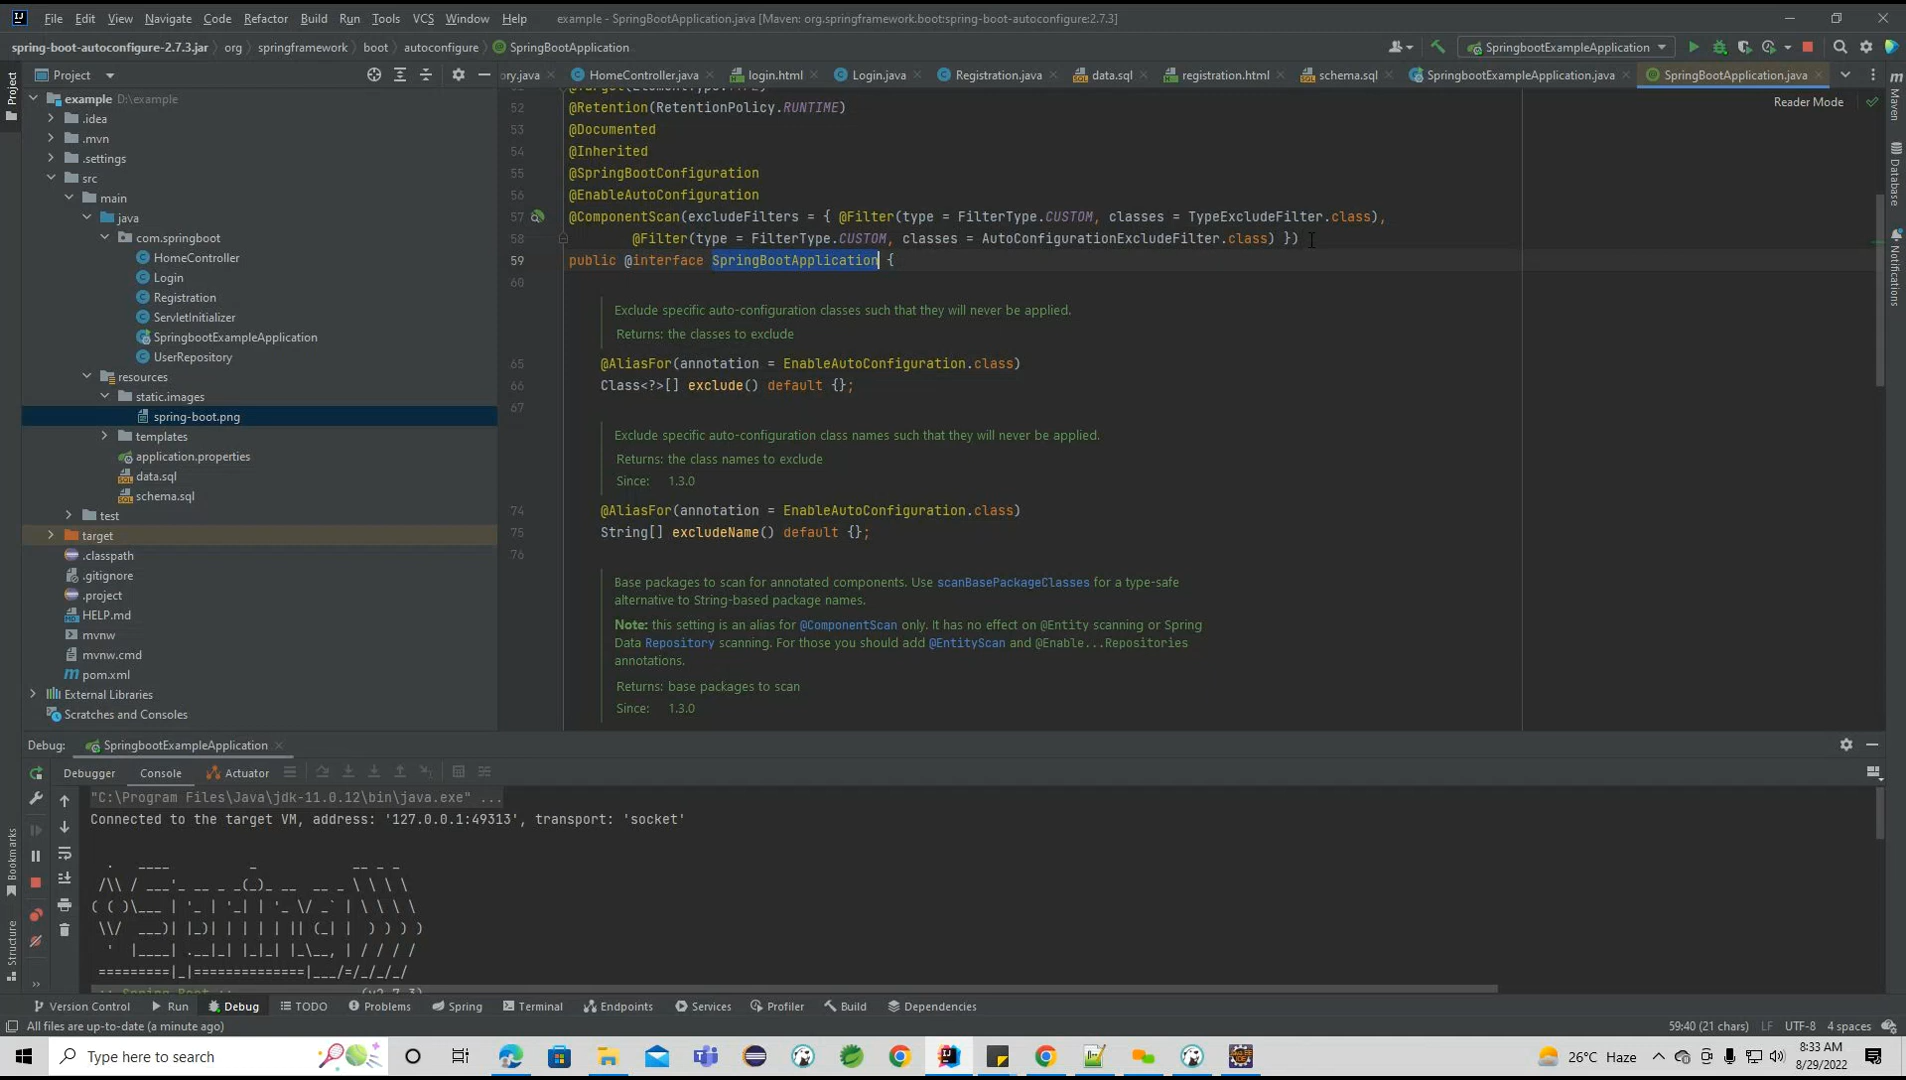 File Edit View Navigate Code Refactor Build Run Tools VCS Window Help example - SpringBootApplication.java [Maven: org.springframework.boot:spring-boot-autoconfigure:2.7.3]
spring-boot-autoconfigure-2.7.3.jar org springframework boot autoconfigure SpringBootApplication SpringbootExampleApplication
Project ory.java HomeController.java login.html Login.java Registration.java data.sql registration.html schema.sql SpringbootExampleApplication.java SpringBootApplication.java
Reader Mode
example D:\example
.idea
.mvn
.settings
src
main
java
com.springboot
HomeController
Login
Registration
ServletInitializer
SpringbootExampleApplication
UserRepository
resources
static.images
spring-boot.png
templates
application.properties
data.sql
schema.sql
test
target
.classpath
.gitignore
.project
HELP.md
mvnw
mvnw.cmd
pom.xml
External Libraries
Scratches and Consoles
52 @Retention(RetentionPolicy.RUNTIME)
53 @Documented
54 @Inherited
55 @SpringBootConfiguration
56 @EnableAutoConfiguration
57 @ComponentScan(excludeFilters = { @Filter(type = FilterType.CUSTOM, classes = TypeExcludeFilter.class),
58 @Filter(type = FilterType.CUSTOM, classes = AutoConfigurationExcludeFilter.class) })
59 public @interface SpringBootApplication {
60
Exclude specific auto-configuration classes such that they will never be applied.
Returns: the classes to exclude
65 @AliasFor(annotation = EnableAutoConfiguration.class)
66 Class<?>[] exclude() default {};
67
Exclude specific auto-configuration class names such that they will never be applied.
Returns: the class names to exclude
Since: 1.3.0
74 @AliasFor(annotation = EnableAutoConfiguration.class)
75 String[] excludeName() default {};
76
Base packages to scan for annotated components. Use scanBasePackageClasses for a type-safe
alternative to String-based package names.
Note: this setting is an alias for @ComponentScan only. It has no effect on @Entity scanning or Spring
Data Repository scanning. For those you should add @EntityScan and @Enable...Repositories
annotations.
Returns: base packages to scan
Since: 1.3.0
Project
Bookmarks
Structure
Maven
Database
Notifications
Debug: SpringbootExampleApplication
Debugger Console Actuator
"C:\Program Files\Java\jdk-11.0.12\bin\java.exe" ...
Connected to the target VM, address: '127.0.0.1:49313', transport: 'socket'
:: Spring Boot :: (v2.7.3)
Version Control Run Debug TODO Problems Spring Terminal Endpoints Services Profiler Build Dependencies
All files are up-to-date (a minute ago) 59:40 (21 chars) LF UTF-8 4 spaces
Type here to search 26°C Haze 8:33 AM
8/29/2022